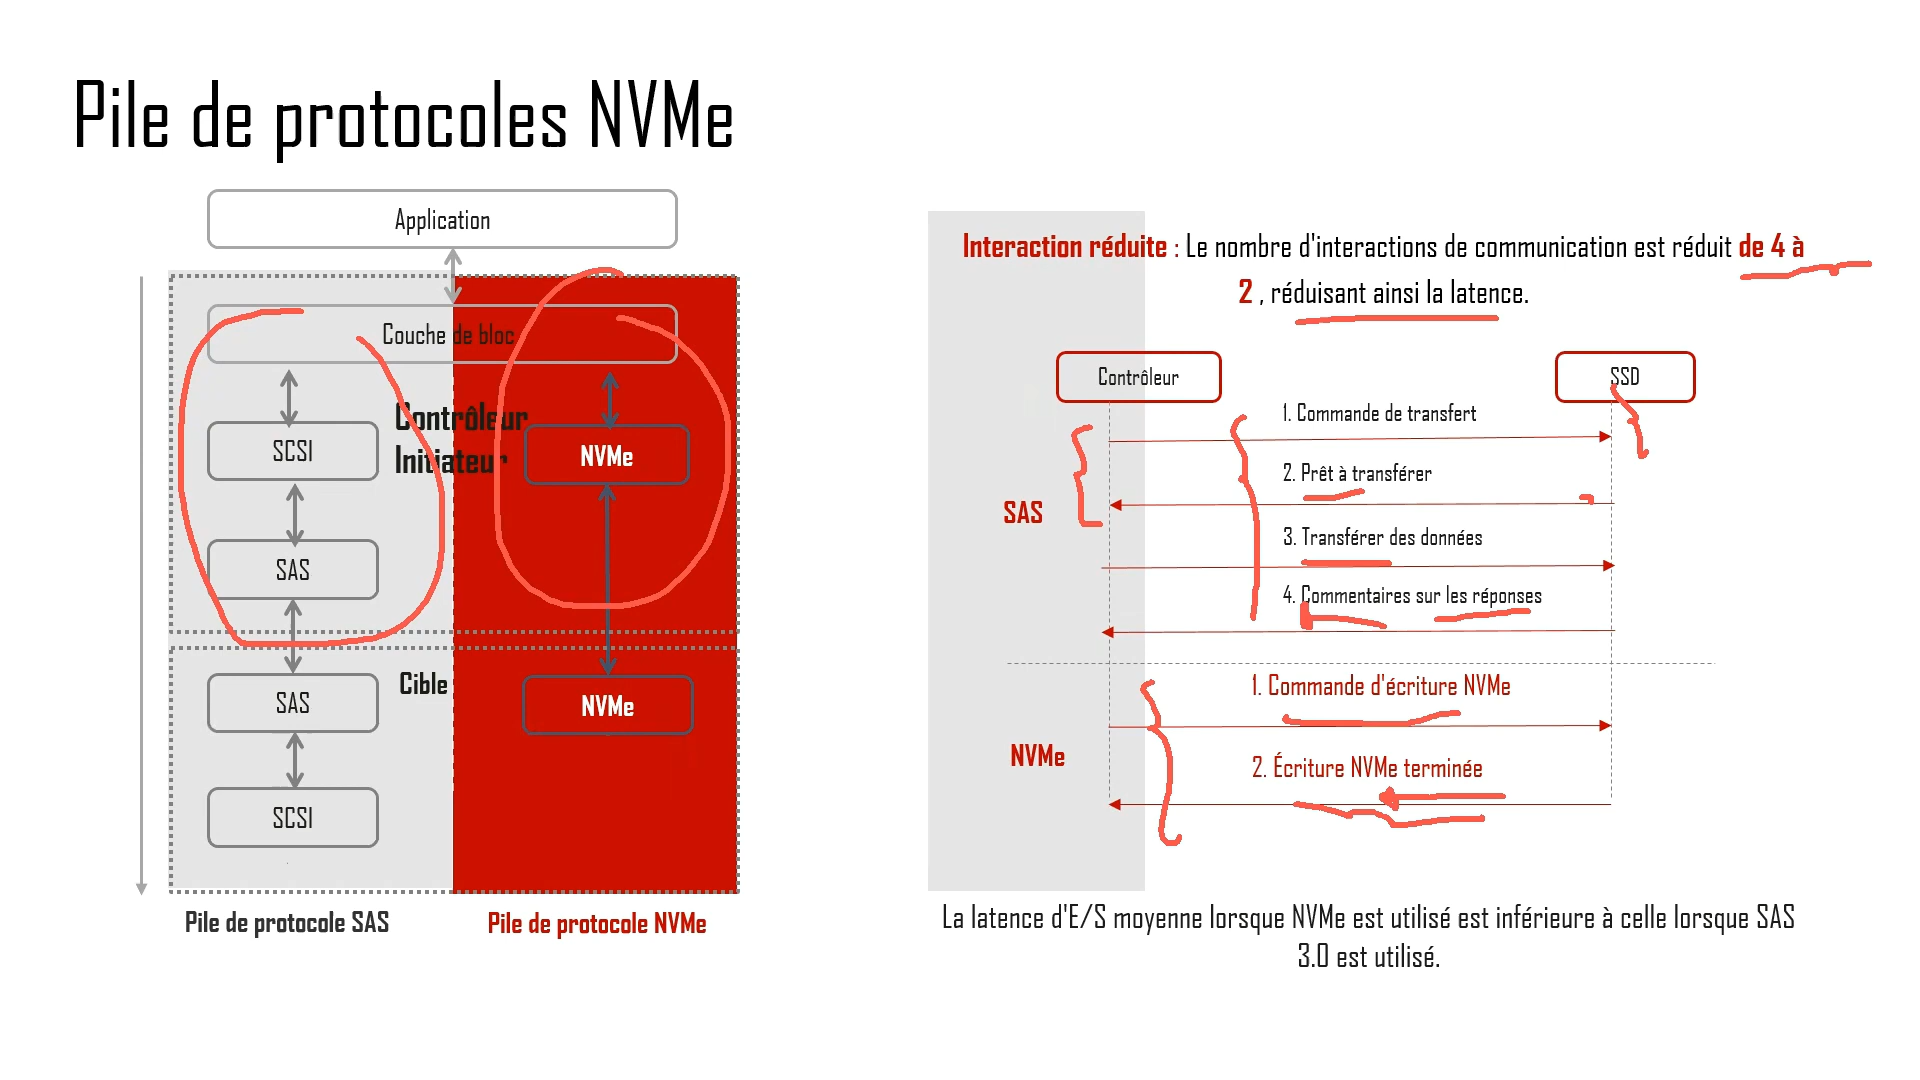 Pile de protocoles NVMe
Application
Couche de bloc
Contrôleur
Initiateur
SCSI
NVMe
SAS
SAS
Cible
NVMe
SCSI
Pile de protocole SAS
Pile de protocole NVMe
Interaction réduite : Le nombre d'interactions de communication est réduit de 4 à
2 , réduisant ainsi la latence.
Contrôleur
SSD
1. Commande de transfert
2. Prêt à transférer
SAS
3. Transférer des données
4. Commentaires sur les réponses
1. Commande d'écriture NVMe
NVMe
2. Écriture NVMe terminée
La latence d'E/S moyenne lorsque NVMe est utilisé est inférieure à celle lorsque SAS
3.0 est utilisé.